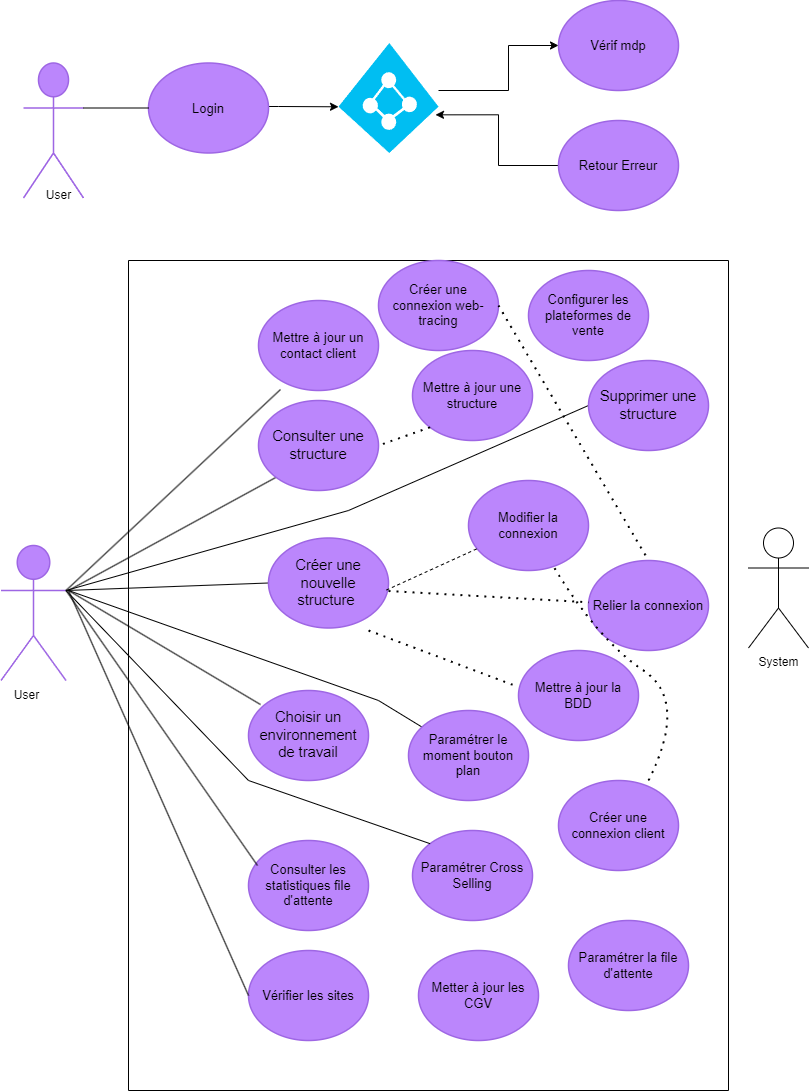 Vérif mdp
Login
Retour Erreur
User
Créer une
connexion web-
tracing
Configurer les
plateformes de
vente
Mettre à jour un
contact client
Mettre à jour une
structure
Supprimer une
structure
Consulter une
structure
Modifier la
connexion
Créer une
nouvelle
structure
Relier la connexion
System
User
Mettre à jour la
BDD
Choisir un
environnement
de travail
Paramétrer le
moment bouton
plan
Créer une
connexion client
Consulter les
statistiques file
d'attente
Paramétrer Cross
Selling
Paramétrer la file
d'attente
Vérifier les sites
Metter à jour les
CGV